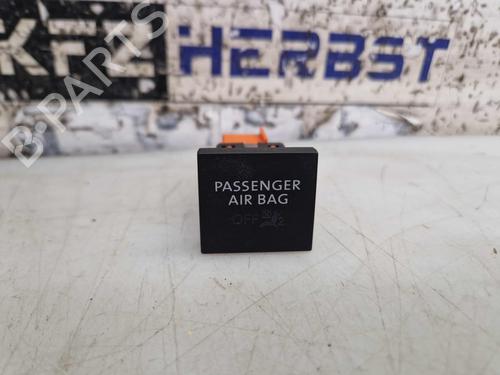 KFZ HERBST
B-PARTS
PASSENGER
AIR BAG
OFF